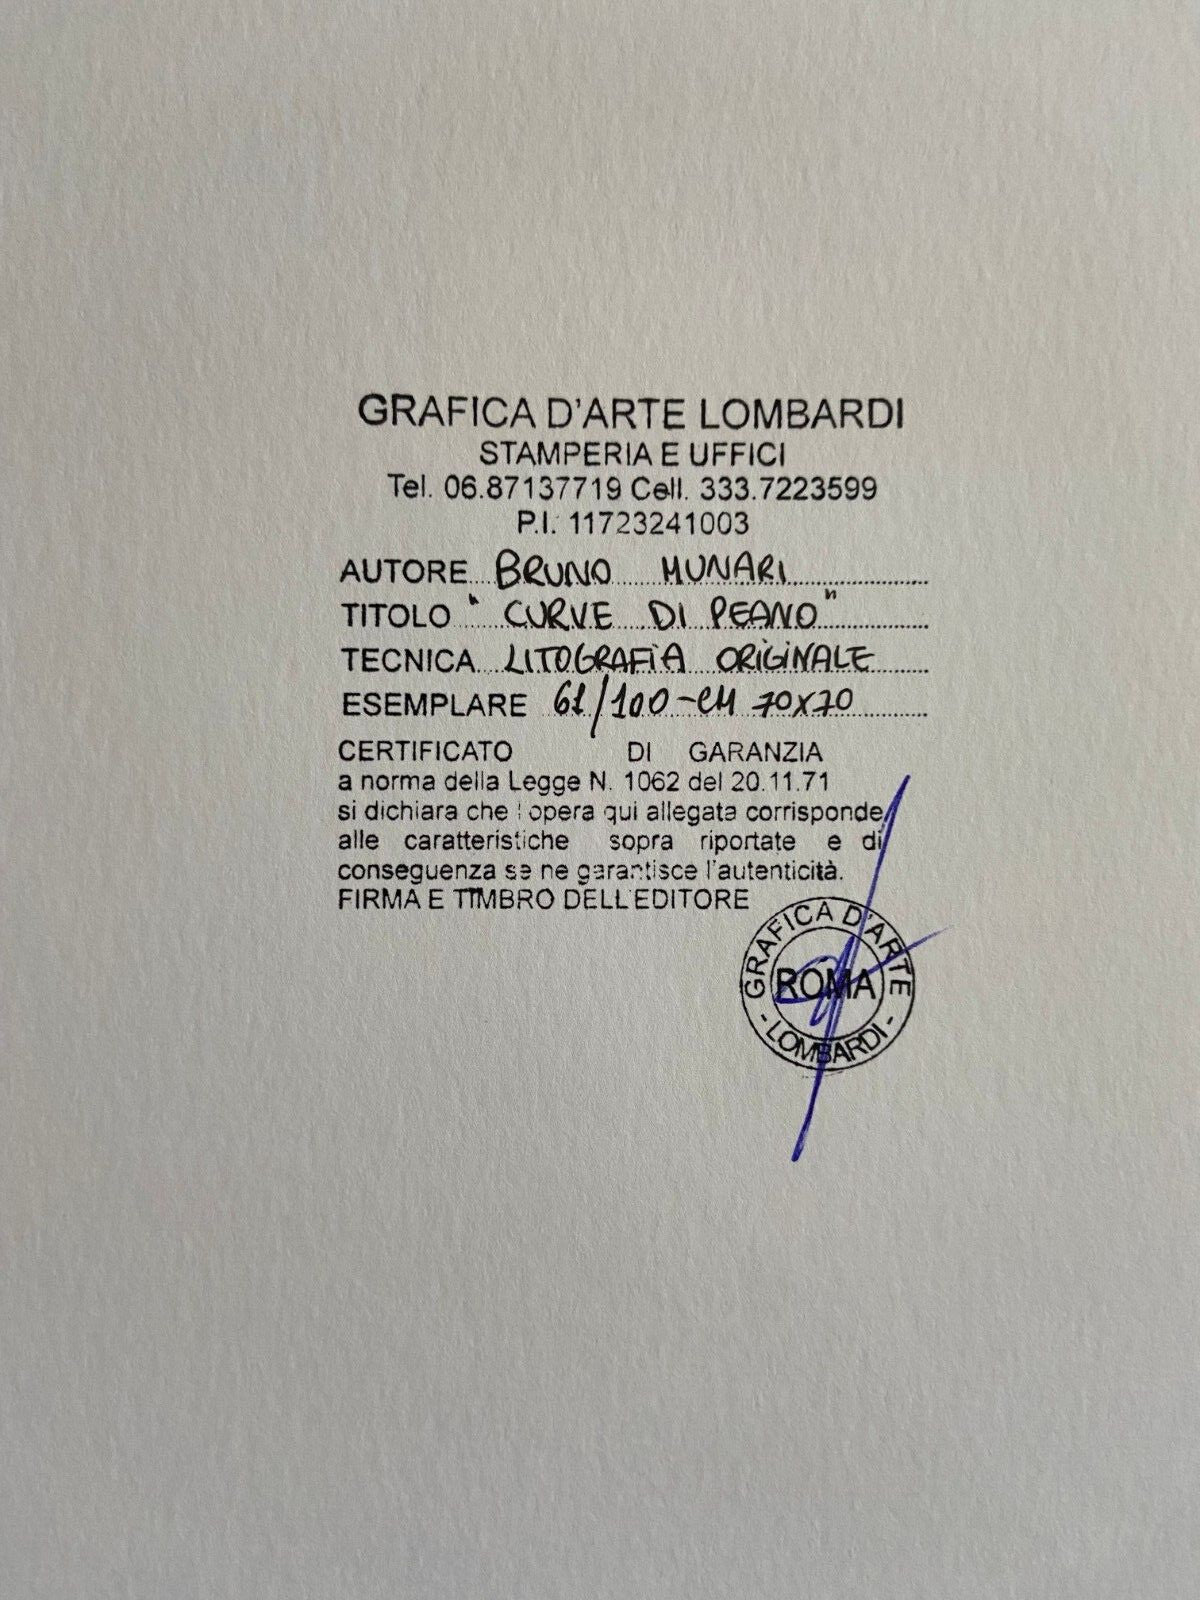 GRAFICA D'ARTE LOMBARDI
STAMPERIA E UFFICI
Tel. 06.87137719 Cell. 333.7223599
P.I. 11723241003
AUTORE BRUNO MUNARI
TITOLO "CURVE DI PEANO"
TECNICA LITOGRAFIA ORIGINALE
ESEMPLARE 61/100 - CM 70X70
CERTIFICATO DI GARANZIA
a norma della Legge N. 1062 del 20.11.71
si dichiara che l'opera qui allegata corrisponde
alle caratteristiche sopra riportate e di
conseguenza se ne garantisce l'autenticità.
FIRMA E TIMBRO DELL'EDITORE
GRAFICA D'ARTE
ROMA
- LOMBARDI -